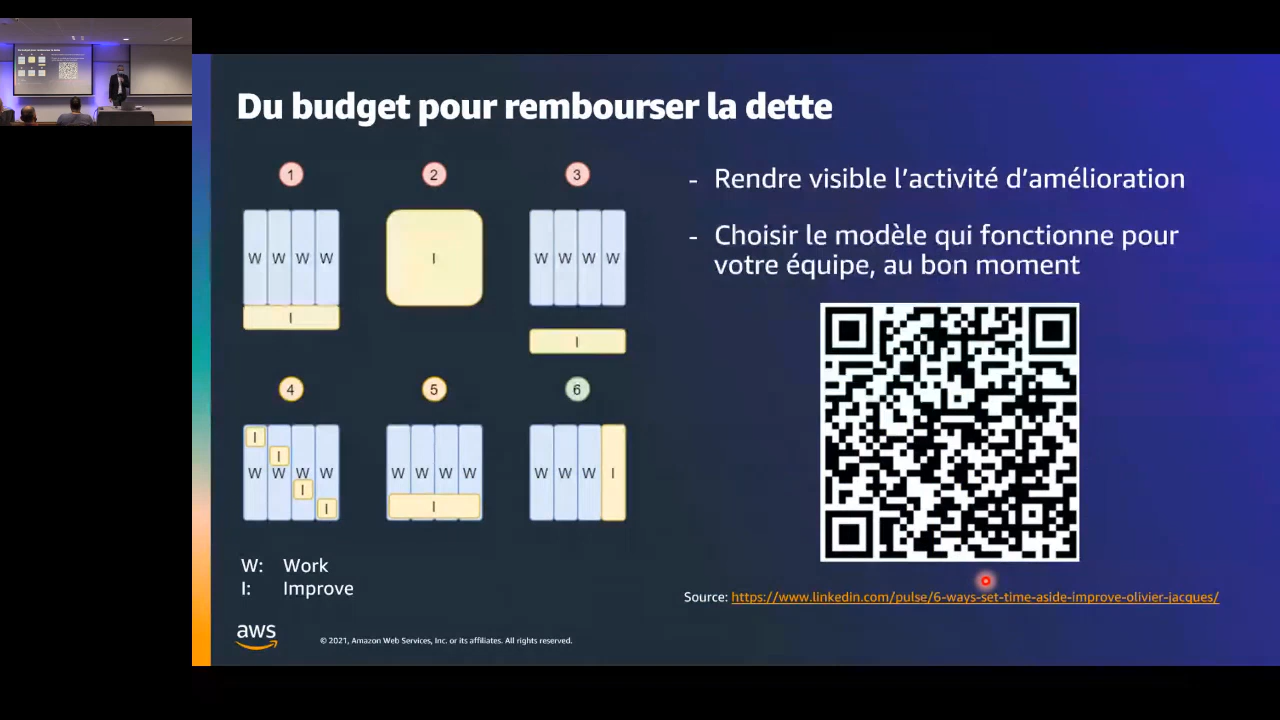 Du budget pour rembourser la dette
1 2 3
W W W W
I
I
W W W W
I
4 5 6
I
I
W W W W
I
I
W W W W
I
W W W I
W: Work
I: Improve
- Rendre visible l'activité d'amélioration
- Choisir le modèle qui fonctionne pour
votre équipe, au bon moment
Source: https://www.linkedin.com/pulse/6-ways-set-time-aside-improve-olivier-jacques/
aws
© 2021, Amazon Web Services, Inc. or its affiliates. All rights reserved.